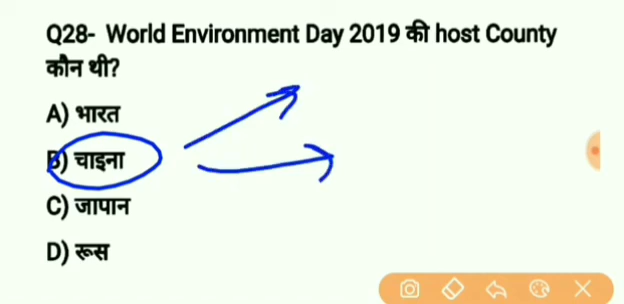 Q28- World Environment Day 2019 की host County
कौन थी?
A) भारत
B) चाइना
C) जापान
D) रूस